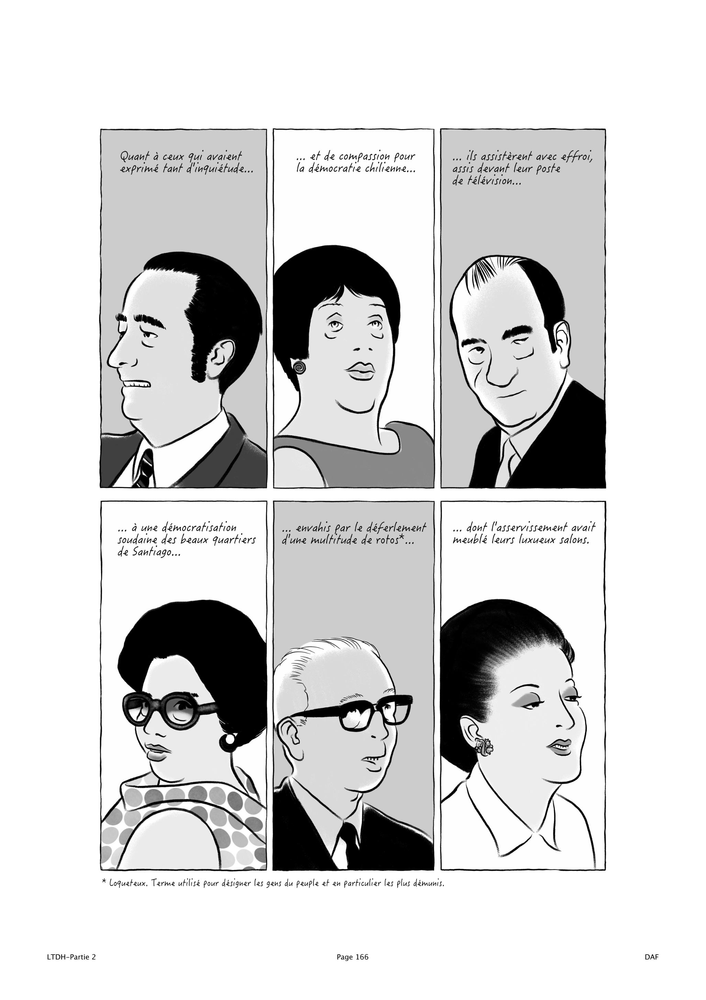 Quant à ceux qui avaient
exprimé tant d'inquiétude...
... et de compassion pour
la démocratie chilienne...
... ils assistèrent avec effroi,
assis devant leur poste
de télévision...
... à une démocratisation
soudaine des beaux quartiers
de Santiago...
... envahis par le déferlement
d'une multitude de rotos*...
... dont l'asservissement avait
meublé leurs luxueux salons.
* Loqueteux. Terme utilisé pour désigner les gens du peuple et en particulier les plus démunis.
LTDH-Partie 2
Page 166
DAF